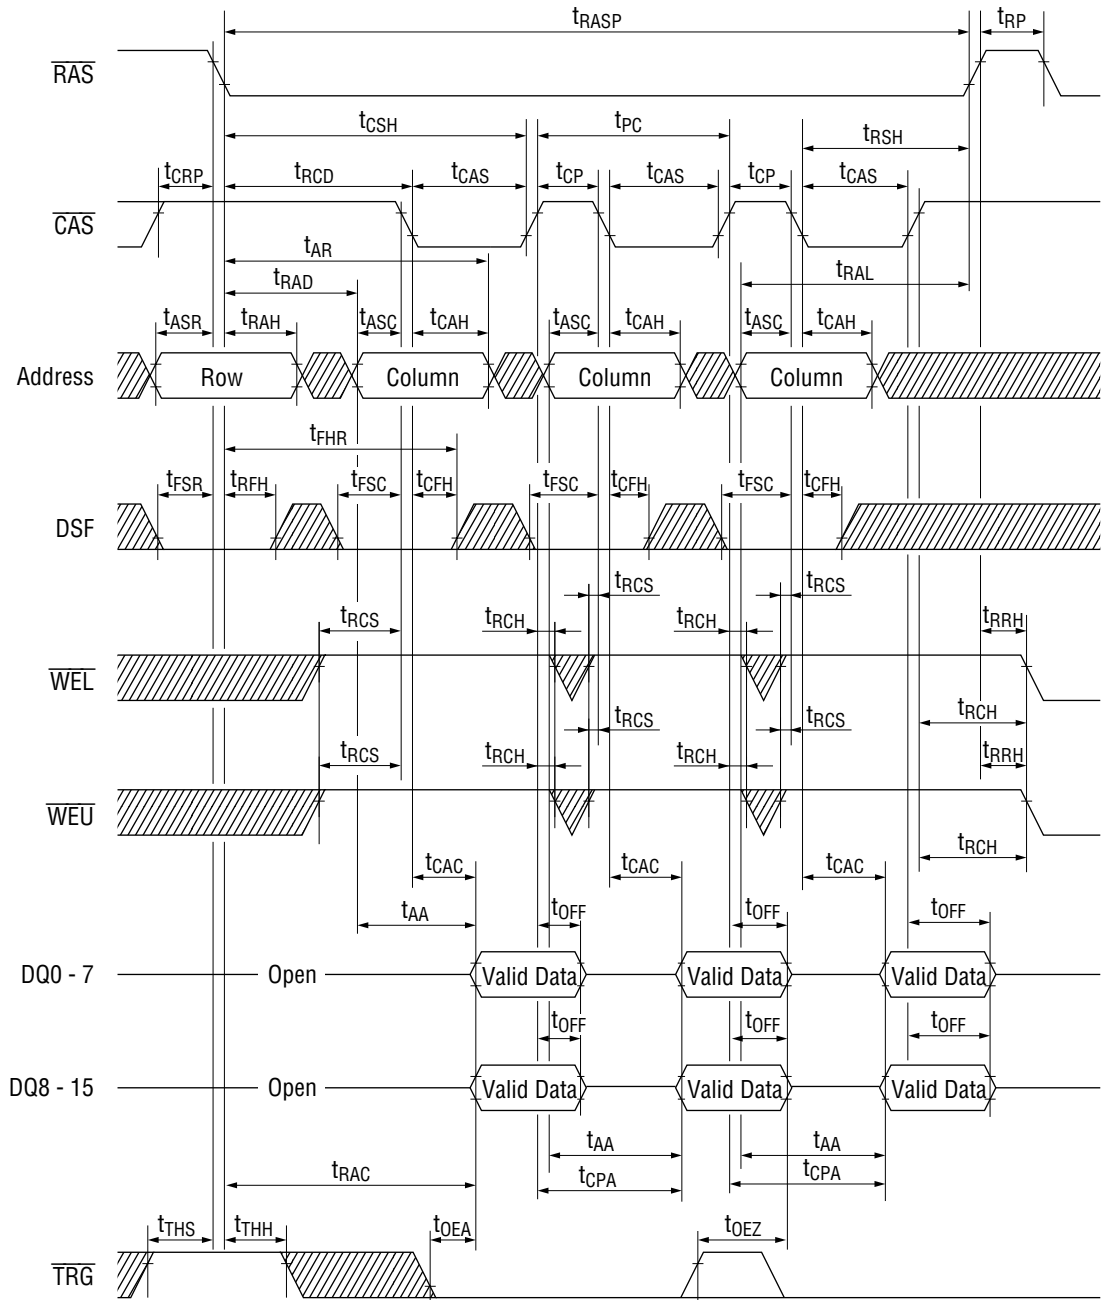 tRASP tRP
RAS
tCSH tPC tRSH
tCRP tRCD tCAS tCP tCAS tCP tCAS
CAS
tAR
tRAD tRAL
tASR tRAH tASC tCAH tASC tCAH tASC tCAH
Address Row Column Column Column
tFHR
tFSR tRFH tFSC tCFH tFSC tCFH tFSC tCFH
DSF
tRCS tRCS
tRCS tRCH tRCH tRRH
WEL
tRCS tRCS tRCH
tRCS tRCH tRCH tRRH
WEU
tRCH
tCAC tCAC tCAC
tAA tOFF tOFF tOFF
DQ0 - 7 Open Valid Data Valid Data Valid Data
tOFF tOFF tOFF
DQ8 - 15 Open Valid Data Valid Data Valid Data
tAA tAA
tRAC tCPA tCPA
tTHS tTHH tOEA tOEZ
TRG